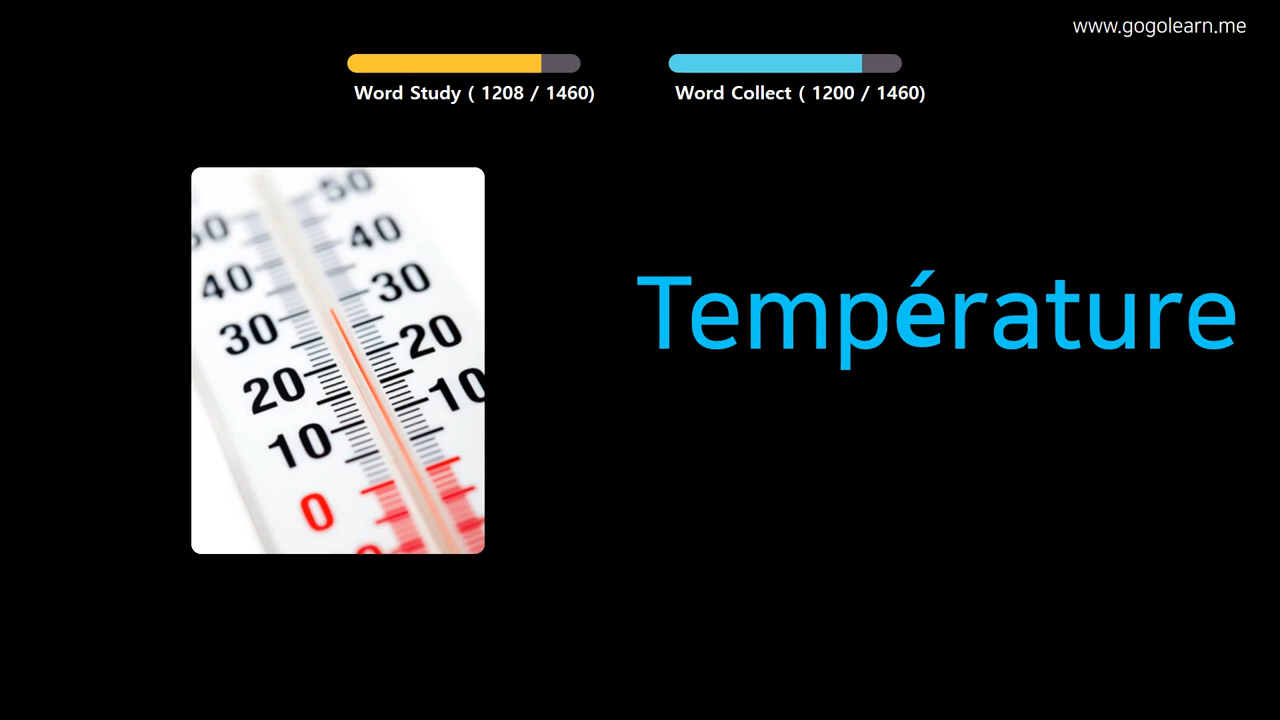 www.gogolearn.me
Word Study ( 1208 / 1460)
Word Collect ( 1200 / 1460)
50
50
40
40
30
30
20
20
10
10
0
Température